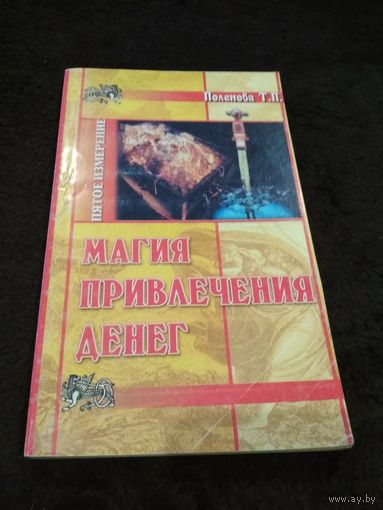 Поленова Т.П.
ПЯТОЕ ИЗМЕРЕНИЕ
МАГИЯ
ПРИВЛЕЧЕНИЯ
ДЕНЕГ
www.ay.by